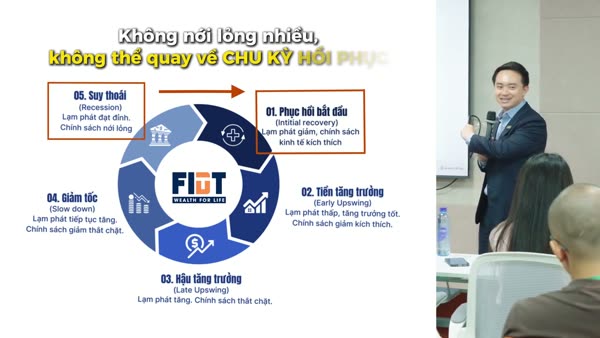 Không nới lỏng nhiều,
không thể quay về CHU KỲ HỒI PHỤC
05. Suy thoái
(Recession)
Lạm phát đạt đỉnh.
Chính sách nới lỏng
01. Phục hồi bắt đầu
(Intitial recovery)
Lạm phát giảm, chính sách
kinh tế kích thích
04. Giảm tốc
(Slow down)
Lạm phát tiếp tục tăng.
Chính sách giảm thắt chặt.
FIDT
WEALTH FOR LIFE
02. Tiền tăng trưởng
(Early Upswing)
Lạm phát thấp, tăng trưởng tốt.
Chính sách giảm kích thích.
03. Hậu tăng trưởng
(Late Upswing)
Lạm phát tăng. Chính sách thắt chặt.